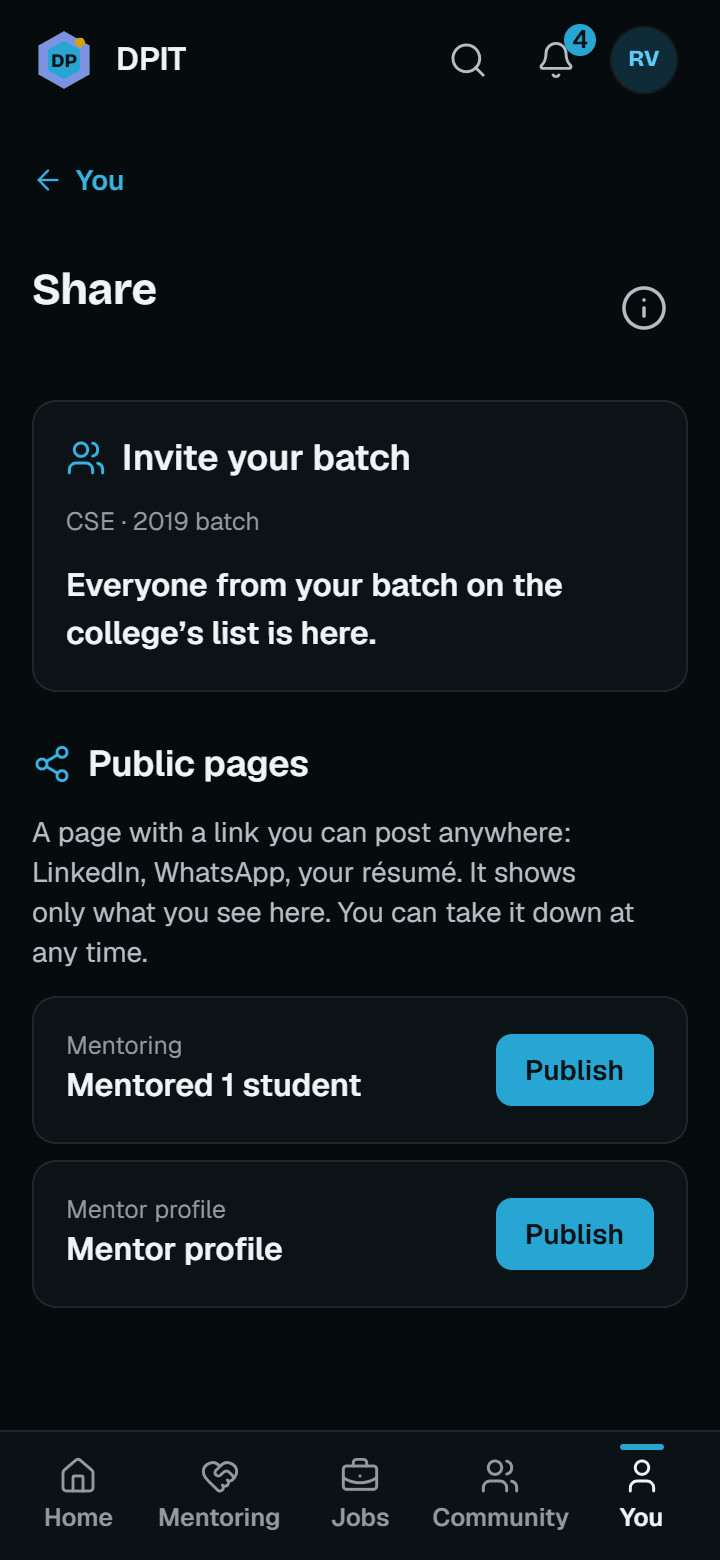 DP
DPIT
4
RV
You
Share
Invite your batch
CSE · 2019 batch
Everyone from your batch on the
college’s list is here.
Public pages
A page with a link you can post anywhere:
LinkedIn, WhatsApp, your résumé. It shows
only what you see here. You can take it down at
any time.
Mentoring
Mentored 1 student
Publish
Mentor profile
Mentor profile
Publish
Home
Mentoring
Jobs
Community
You